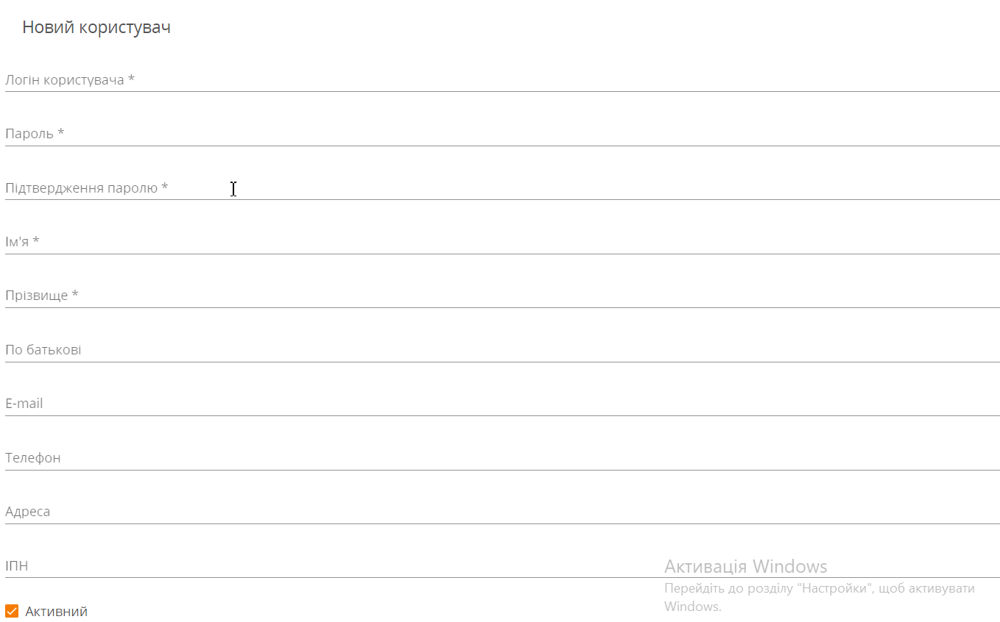 Новий користувач
Логін користувача *
Пароль *
Підтвердження паролю *
Ім'я *
Прізвище *
По батькові
E-mail
Телефон
Адреса
ІПН
Активація Windows
Перейдіть до розділу "Настройки", щоб активувати
Windows.
Активний